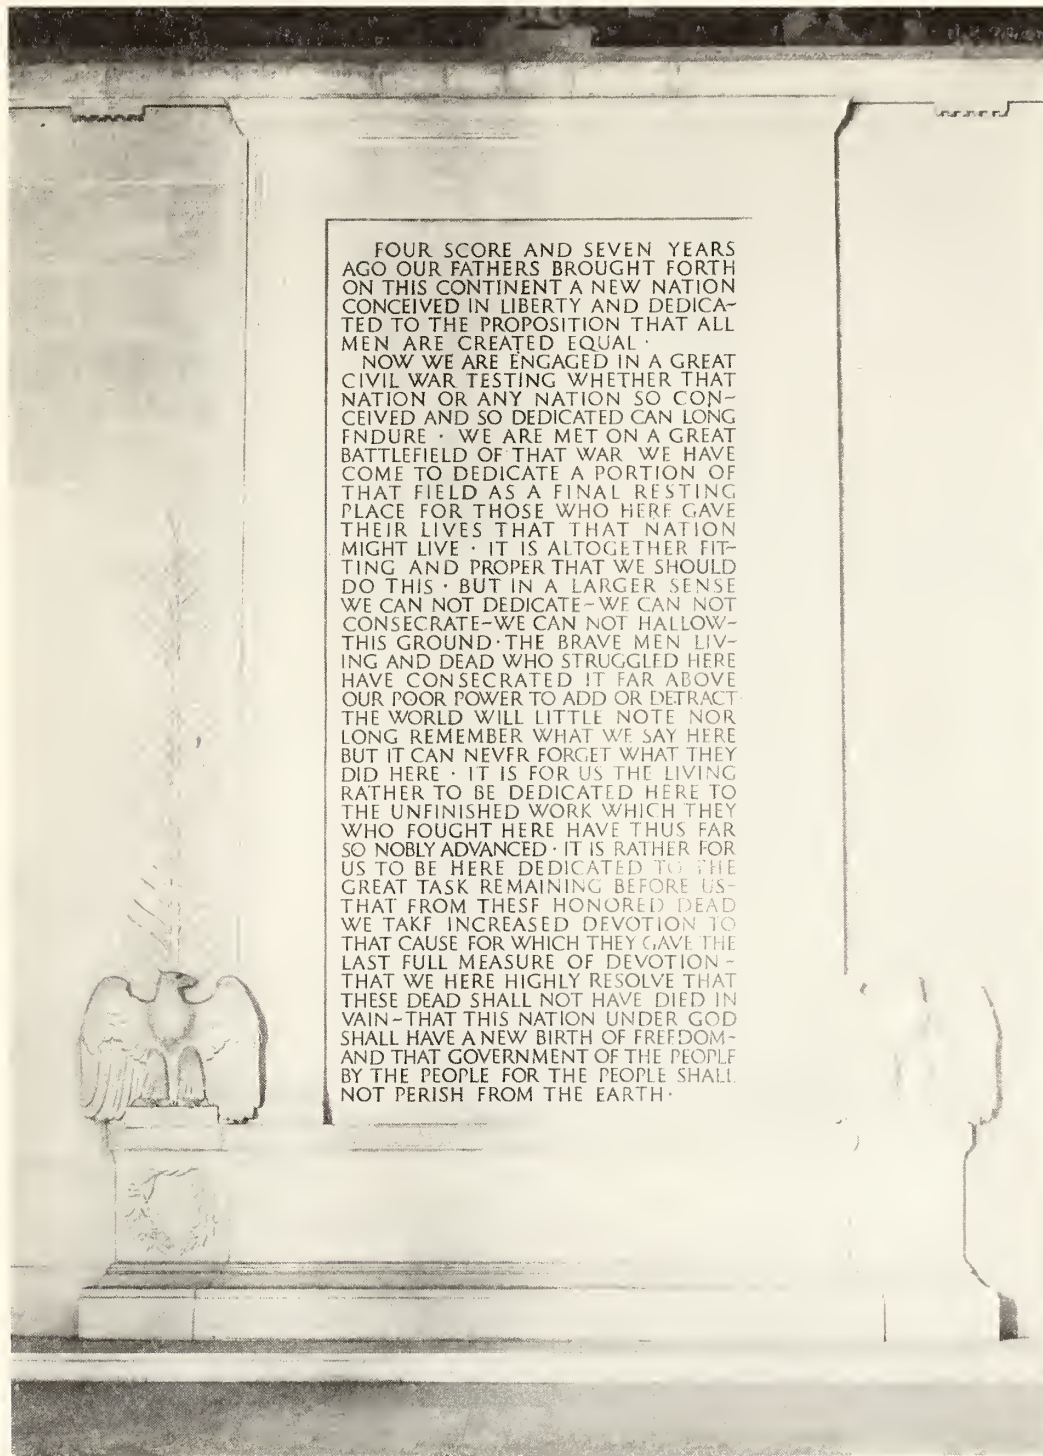 FOUR SCORE AND SEVEN YEARS
AGO OUR FATHERS BROUGHT FORTH
ON THIS CONTINENT A NEW NATION
CONCEIVED IN LIBERTY AND DEDICA~
TED TO THE PROPOSITION THAT ALL
MEN ARE CREATED EQUAL ·
NOW WE ARE ENGAGED IN A GREAT
CIVIL WAR TESTING WHETHER THAT
NATION OR ANY NATION SO CON~
CEIVED AND SO DEDICATED CAN LONG
ENDURE · WE ARE MET ON A GREAT
BATTLEFIELD OF THAT WAR WE HAVE
COME TO DEDICATE A PORTION OF
THAT FIELD AS A FINAL RESTING
PLACE FOR THOSE WHO HERE GAVE
THEIR LIVES THAT THAT NATION
MIGHT LIVE · IT IS ALTOGETHER FIT~
TING AND PROPER THAT WE SHOULD
DO THIS · BUT IN A LARGER SENSE
WE CAN NOT DEDICATE~WE CAN NOT
CONSECRATE~WE CAN NOT HALLOW~
THIS GROUND · THE BRAVE MEN LIV~
ING AND DEAD WHO STRUGGLED HERE
HAVE CONSECRATED IT FAR ABOVE
OUR POOR POWER TO ADD OR DETRACT·
THE WORLD WILL LITTLE NOTE NOR
LONG REMEMBER WHAT WE SAY HERE
BUT IT CAN NEVER FORGET WHAT THEY
DID HERE · IT IS FOR US THE LIVING
RATHER TO BE DEDICATED HERE TO
THE UNFINISHED WORK WHICH THEY
WHO FOUGHT HERE HAVE THUS FAR
SO NOBLY ADVANCED · IT IS RATHER FOR
US TO BE HERE DEDICATED TO THE
GREAT TASK REMAINING BEFORE US~
THAT FROM THESE HONORED DEAD
WE TAKE INCREASED DEVOTION TO
THAT CAUSE FOR WHICH THEY GAVE THE
LAST FULL MEASURE OF DEVOTION ~
THAT WE HERE HIGHLY RESOLVE THAT
THESE DEAD SHALL NOT HAVE DIED IN
VAIN~THAT THIS NATION UNDER GOD
SHALL HAVE A NEW BIRTH OF FREEDOM~
AND THAT GOVERNMENT OF THE PEOPLE
BY THE PEOPLE FOR THE PEOPLE SHALL
NOT PERISH FROM THE EARTH ·